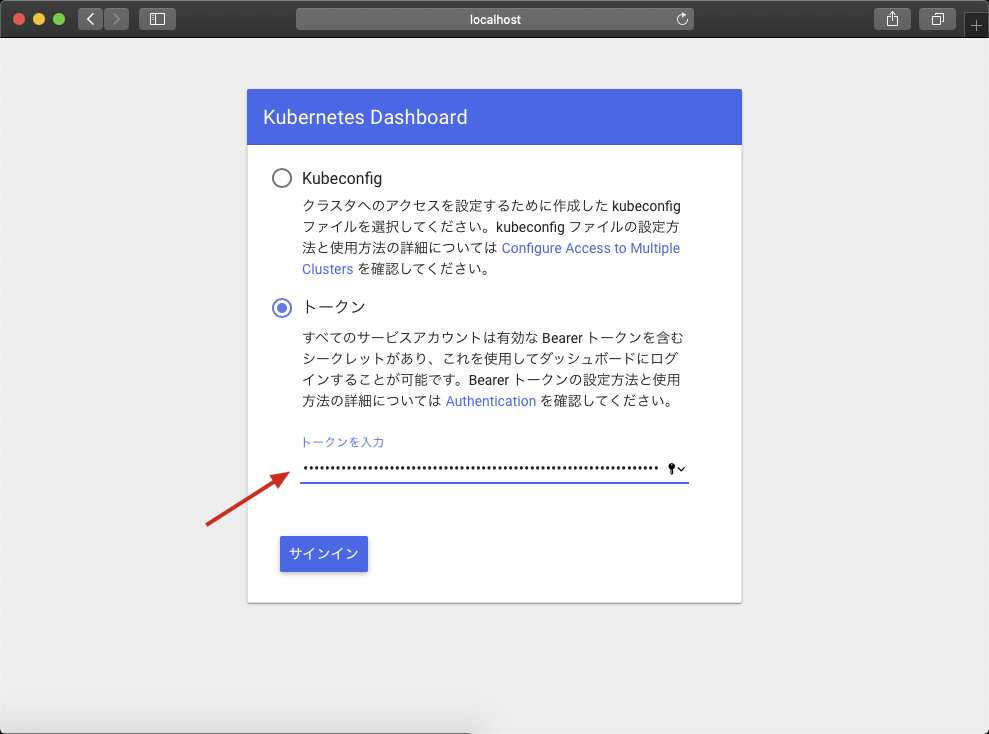 localhost
Kubernetes Dashboard
Kubeconfig
クラスタへのアクセスを設定するために作成した kubeconfig
ファイルを選択してください。kubeconfig ファイルの設定方
法と使用方法の詳細については Configure Access to Multiple
Clusters を確認してください。
トークン
すべてのサービスアカウントは有効な Bearer トークンを含む
シークレットがあり、これを使用してダッシュボードにログ
インすることが可能です。Bearer トークンの設定方法と使用
方法の詳細については Authentication を確認してください。
トークンを入力
サインイン